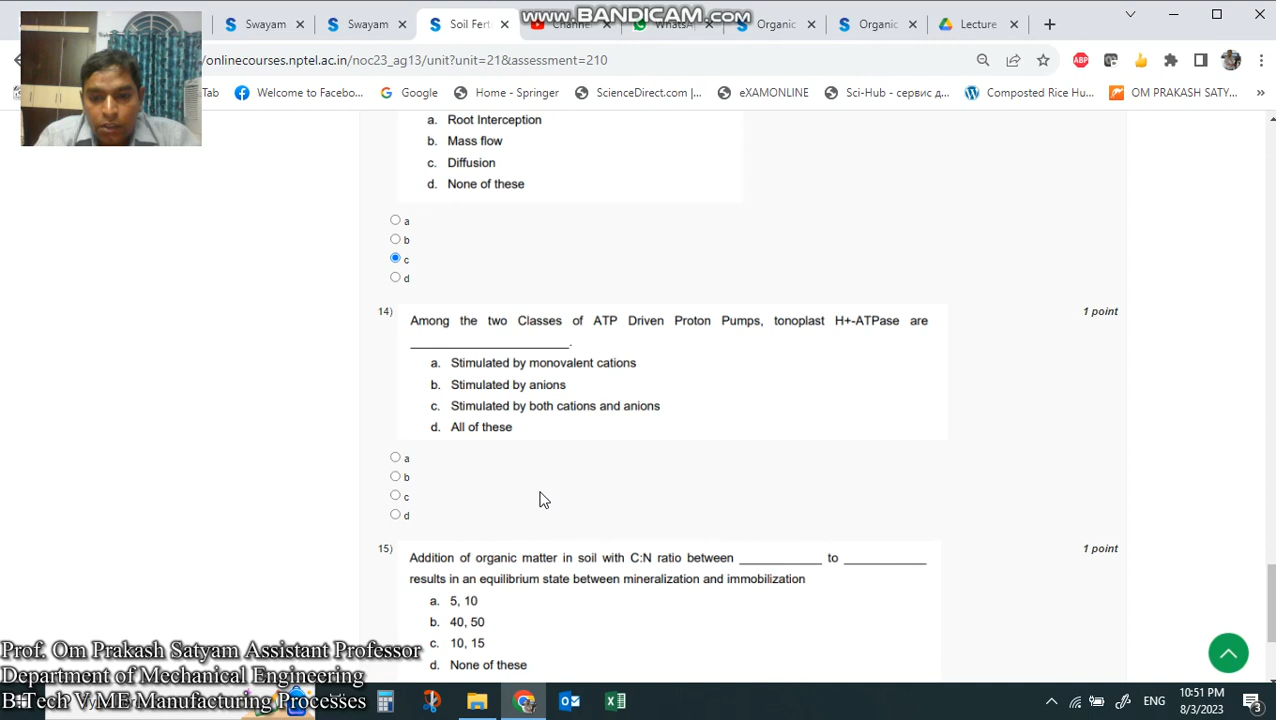 www.BANDICAM.com
Swayam
Swayam
Soil Fert
Channel
WhatsA
Organic
Organic
Lecture
onlinecourses.nptel.ac.in/noc23_ag13/unit?unit=21&assessment=210
Tab
Welcome to Facebo...
Google
Home - Springer
ScienceDirect.com |...
eXAMONLINE
Sci-Hub - сервис д...
Composted Rice Hu...
OM PRAKASH SATY...
a. Root Interception
b. Mass flow
c. Diffusion
d. None of these
a
b
c
d
14) 1 point
Among the two Classes of ATP Driven Proton Pumps, tonoplast H+-ATPase are
____________________.
a. Stimulated by monovalent cations
b. Stimulated by anions
c. Stimulated by both cations and anions
d. All of these
a
b
c
d
15) 1 point
Addition of organic matter in soil with C:N ratio between __________ to __________
results in an equilibrium state between mineralization and immobilization
a. 5, 10
b. 40, 50
c. 10, 15
d. None of these
Prof. Om Prakash Satyam Assistant Professor
Department of Mechanical Engineering
B.Tech V ME Manufacturing Processes
ENG
10:51 PM
8/3/2023
3